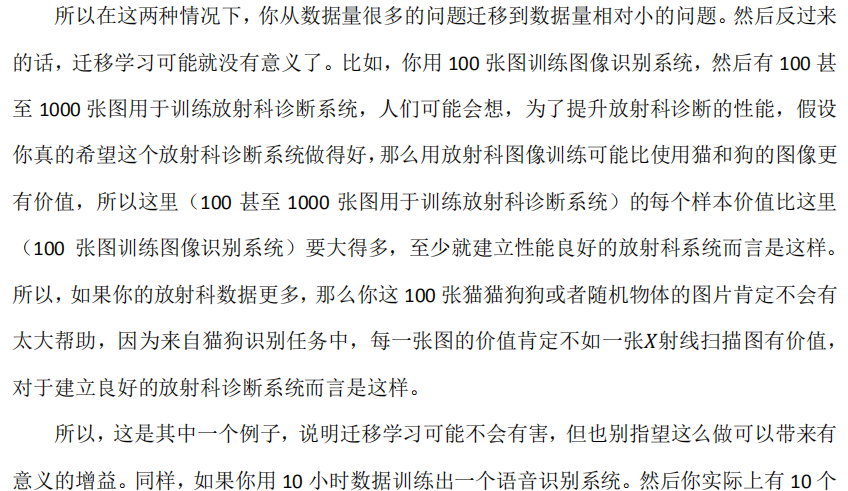 所以在这两种情况下，你从数据量很多的问题迁移到数据量相对小的问题。然后反过来
的话，迁移学习可能就没有意义了。比如，你用 100 张图训练图像识别系统，然后有 100 甚
至 1000 张图用于训练放射科诊断系统，人们可能会想，为了提升放射科诊断的性能，假设
你真的希望这个放射科诊断系统做得好，那么用放射科图像训练可能比使用猫和狗的图像更
有价值，所以这里（100 甚至 1000 张图用于训练放射科诊断系统）的每个样本价值比这里
（100 张图训练图像识别系统）要大得多，至少就建立性能良好的放射科系统而言是这样。
所以，如果你的放射科数据更多，那么你这 100 张猫猫狗狗或者随机物体的图片肯定不会有
太大帮助，因为来自猫狗识别任务中，每一张图的价值肯定不如一张X射线扫描图有价值，
对于建立良好的放射科诊断系统而言是这样。
所以，这是其中一个例子，说明迁移学习可能不会有害，但也别指望这么做可以带来有
意义的增益。同样，如果你用 10 小时数据训练出一个语音识别系统。然后你实际上有 10 个